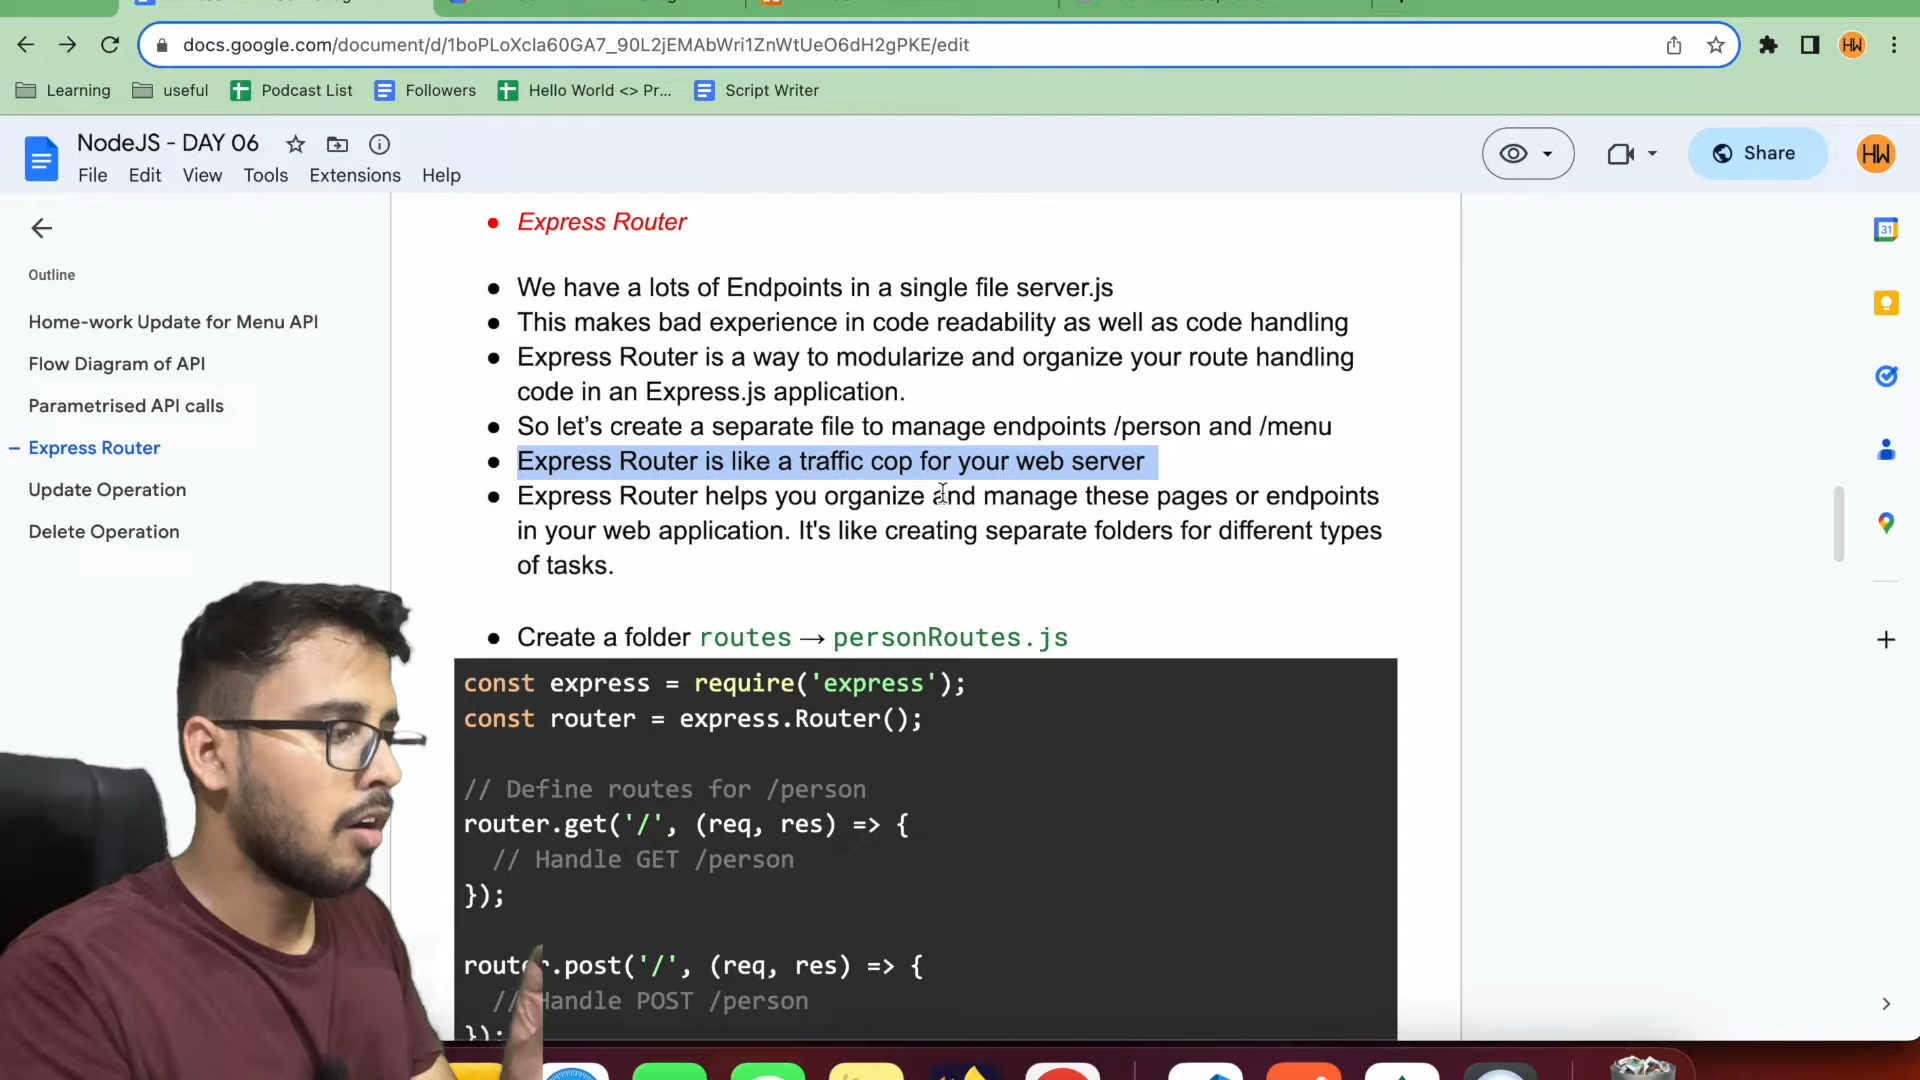 docs.google.com/document/d/1boPLoXcIa60GA7_90L2jEMAbWri1ZnWtUeO6dH2gPKE/edit
HW
Learning
useful
Podcast List
Followers
Hello World <> Pr...
Script Writer
NodeJS - DAY 06
File Edit View Tools Extensions Help
Share
HW
Outline
Home-work Update for Menu API
Flow Diagram of API
Parametrised API calls
Express Router
Update Operation
Delete Operation
Express Router
We have a lots of Endpoints in a single file server.js
This makes bad experience in code readability as well as code handling
Express Router is a way to modularize and organize your route handling
code in an Express.js application.
So let’s create a separate file to manage endpoints /person and /menu
Express Router is like a traffic cop for your web server
Express Router helps you organize and manage these pages or endpoints
in your web application. It's like creating separate folders for different types
of tasks.
Create a folder routes → personRoutes.js
const express = require('express');
const router = express.Router();
// Define routes for /person
router.get('/', (req, res) => {
// Handle GET /person
});
router.post('/', (req, res) => {
// Handle POST /person
});
31